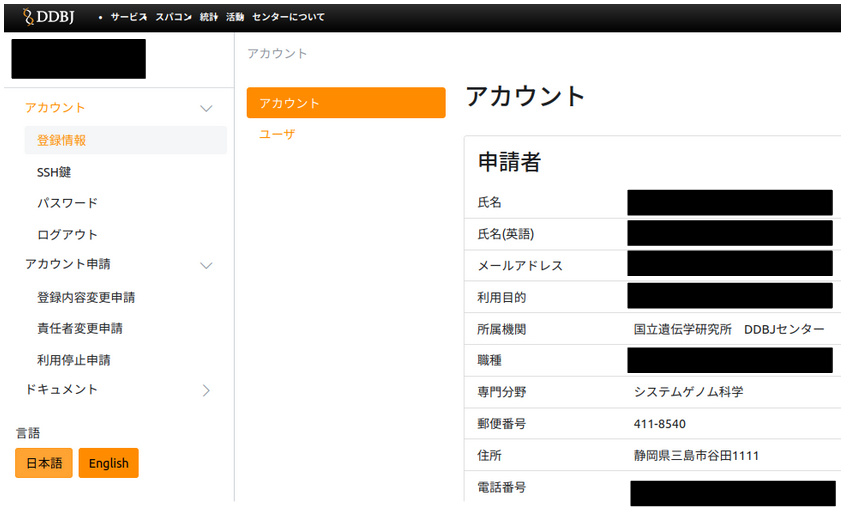 DDBJ
• サービス スパコン 統計 活動 センターについて
アカウント
登録情報
SSH鍵
パスワード
ログアウト
アカウント申請
登録内容変更申請
責任者変更申請
利用停止申請
ドキュメント
言語
日本語 English
アカウント
アカウント
ユーザ
アカウント
申請者
氏名
氏名(英語)
メールアドレス
利用目的
所属機関 国立遺伝学研究所 DDBJセンター
職種
専門分野 システムゲノム科学
郵便番号 411-8540
住所 静岡県三島市谷田1111
電話番号